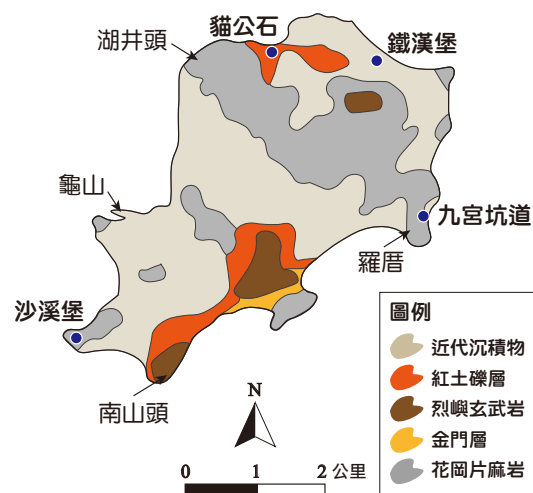 貓公石
湖井頭
鐵漢堡
龜山
九宮坑道
羅厝
沙溪堡
南山頭
N
0 1 2 公里
圖例
近代沉積物
紅土礫層
烈嶼玄武岩
金門層
花岡片麻岩